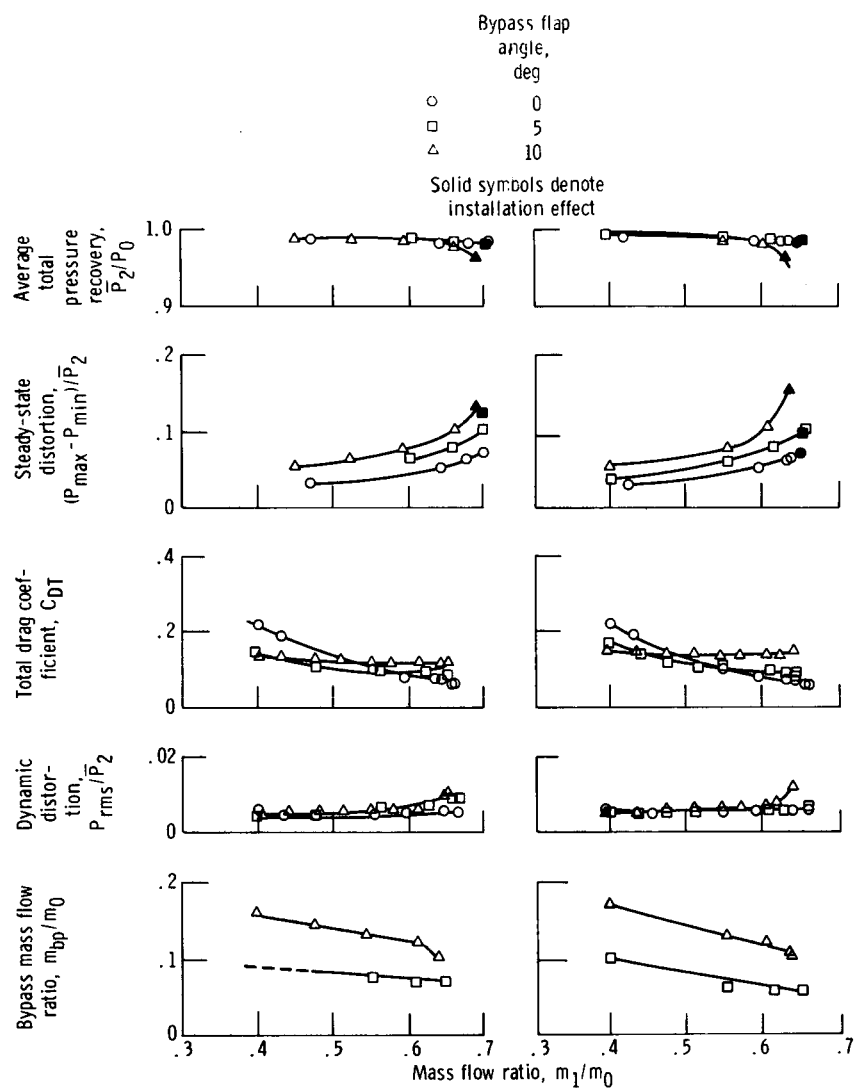 Bypass flap
angle,
deg
0
5
10
Solid symbols denote
installation effect
Average
total
pressure
recovery,
P̅2/P0
1.0
.9
Steady-state
distortion,
(Pmax - Pmin)/P̅2
.2
.1
0
Total drag coef-
ficient, CDT
.4
.2
0
Dynamic
distor-
tion,
Prms/P̅2
.02
0
Bypass mass flow
ratio, mbp/m0
.2
.1
0
.3 .4 .5 .6 .7 .3 .4 .5 .6 .7 .8
Mass flow ratio, m1/m0